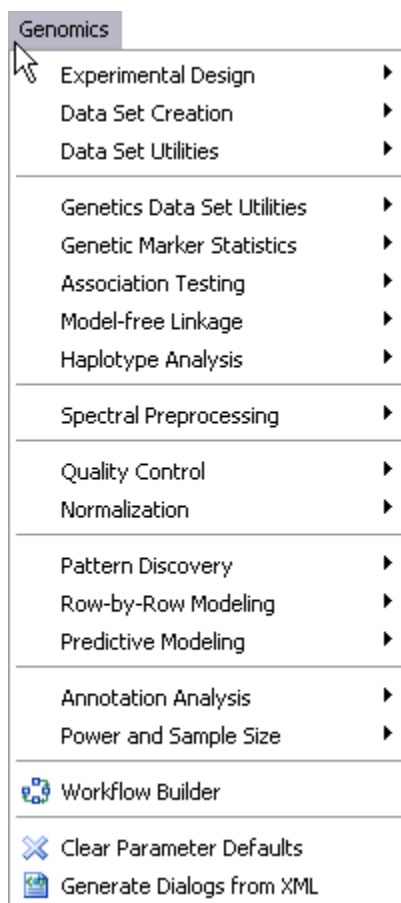 Genomics
Experimental Design
Data Set Creation
Data Set Utilities
Genetics Data Set Utilities
Genetic Marker Statistics
Association Testing
Model-free Linkage
Haplotype Analysis
Spectral Preprocessing
Quality Control
Normalization
Pattern Discovery
Row-by-Row Modeling
Predictive Modeling
Annotation Analysis
Power and Sample Size
Workflow Builder
Clear Parameter Defaults
Generate Dialogs from XML